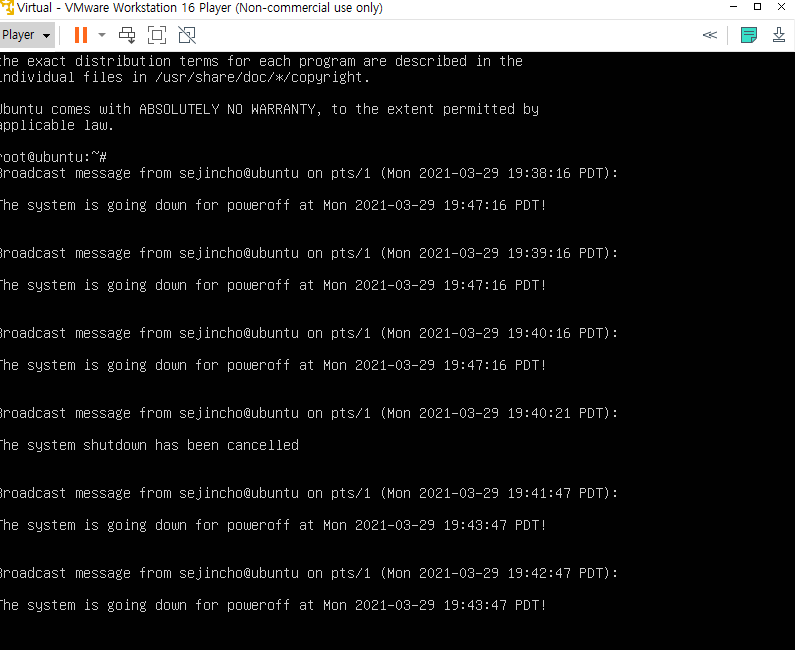 Virtual - VMware Workstation 16 Player (Non-commercial use only)
Player
the exact distribution terms for each program are described in the
individual files in /usr/share/doc/*/copyright.
Ubuntu comes with ABSOLUTELY NO WARRANTY, to the extent permitted by
applicable law.
root@ubuntu:~#
Broadcast message from sejincho@ubuntu on pts/1 (Mon 2021-03-29 19:38:16 PDT):
The system is going down for poweroff at Mon 2021-03-29 19:47:16 PDT!
Broadcast message from sejincho@ubuntu on pts/1 (Mon 2021-03-29 19:39:16 PDT):
The system is going down for poweroff at Mon 2021-03-29 19:47:16 PDT!
Broadcast message from sejincho@ubuntu on pts/1 (Mon 2021-03-29 19:40:16 PDT):
The system is going down for poweroff at Mon 2021-03-29 19:47:16 PDT!
Broadcast message from sejincho@ubuntu on pts/1 (Mon 2021-03-29 19:40:21 PDT):
The system shutdown has been cancelled
Broadcast message from sejincho@ubuntu on pts/1 (Mon 2021-03-29 19:41:47 PDT):
The system is going down for poweroff at Mon 2021-03-29 19:43:47 PDT!
Broadcast message from sejincho@ubuntu on pts/1 (Mon 2021-03-29 19:42:47 PDT):
The system is going down for poweroff at Mon 2021-03-29 19:43:47 PDT!